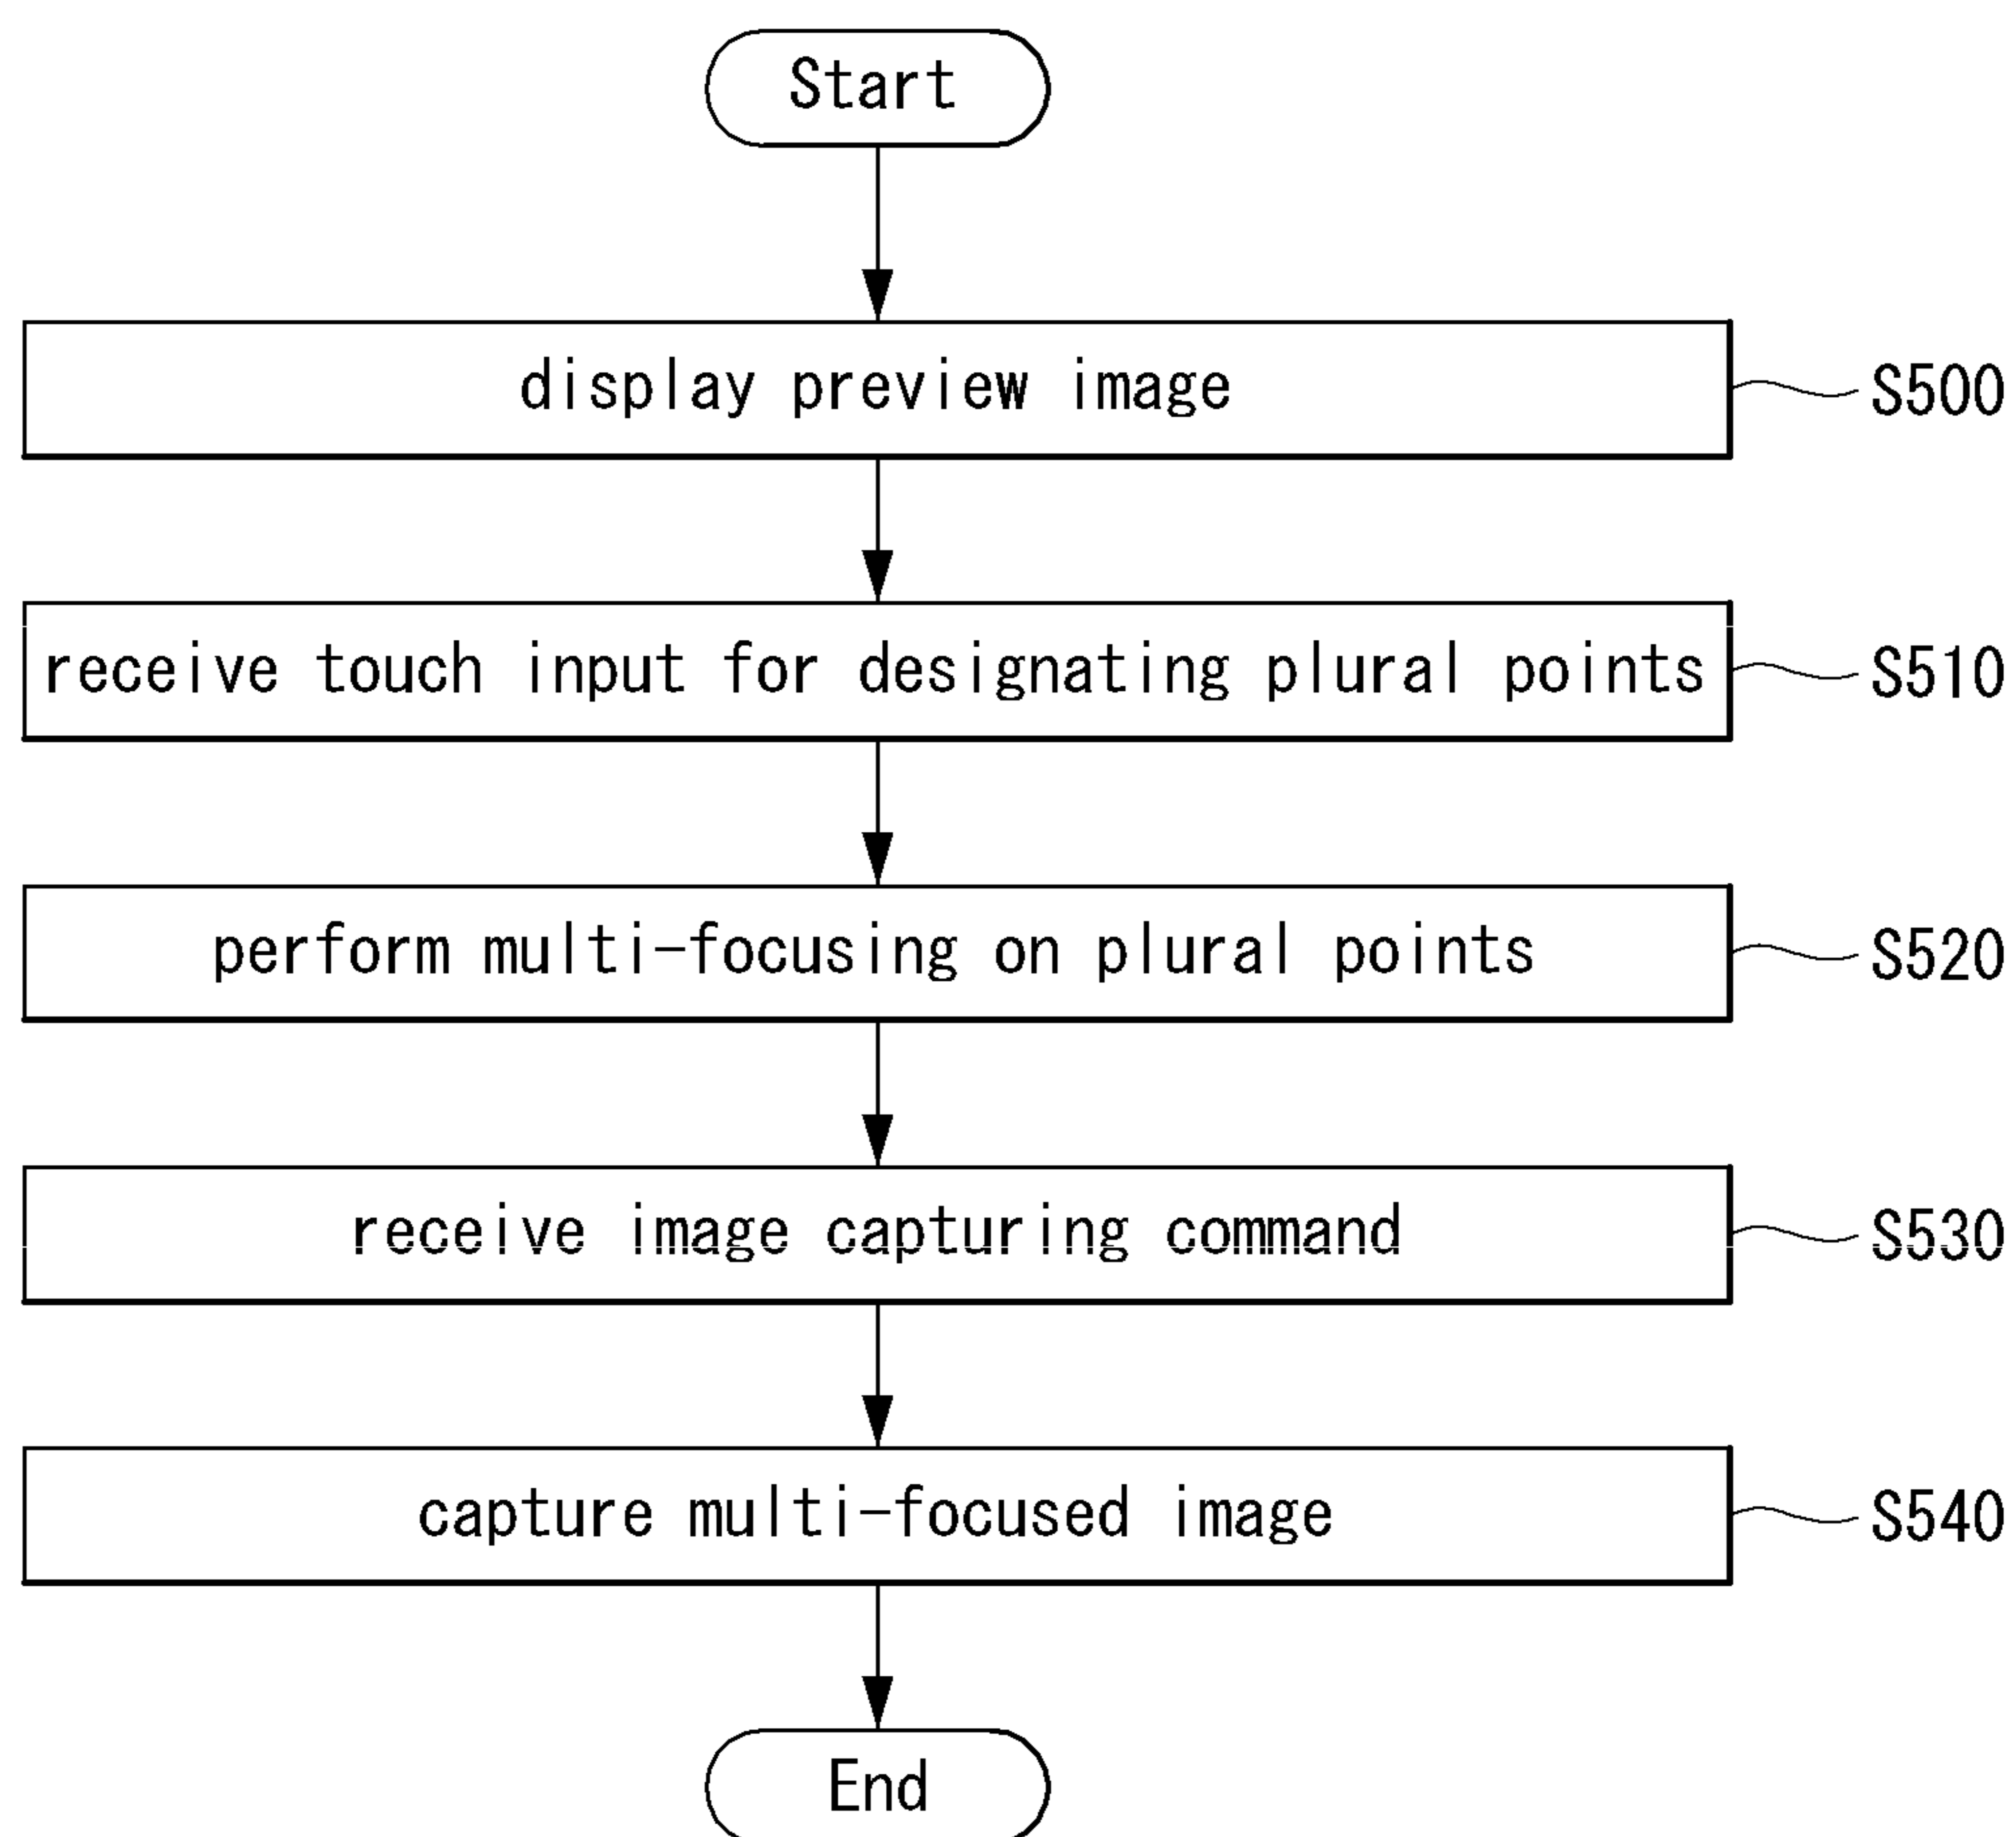 Start
display preview image S500
receive touch input for designating plural points S510
perform multi-focusing on plural points S520
receive image capturing command S530
capture multi-focused image S540
End